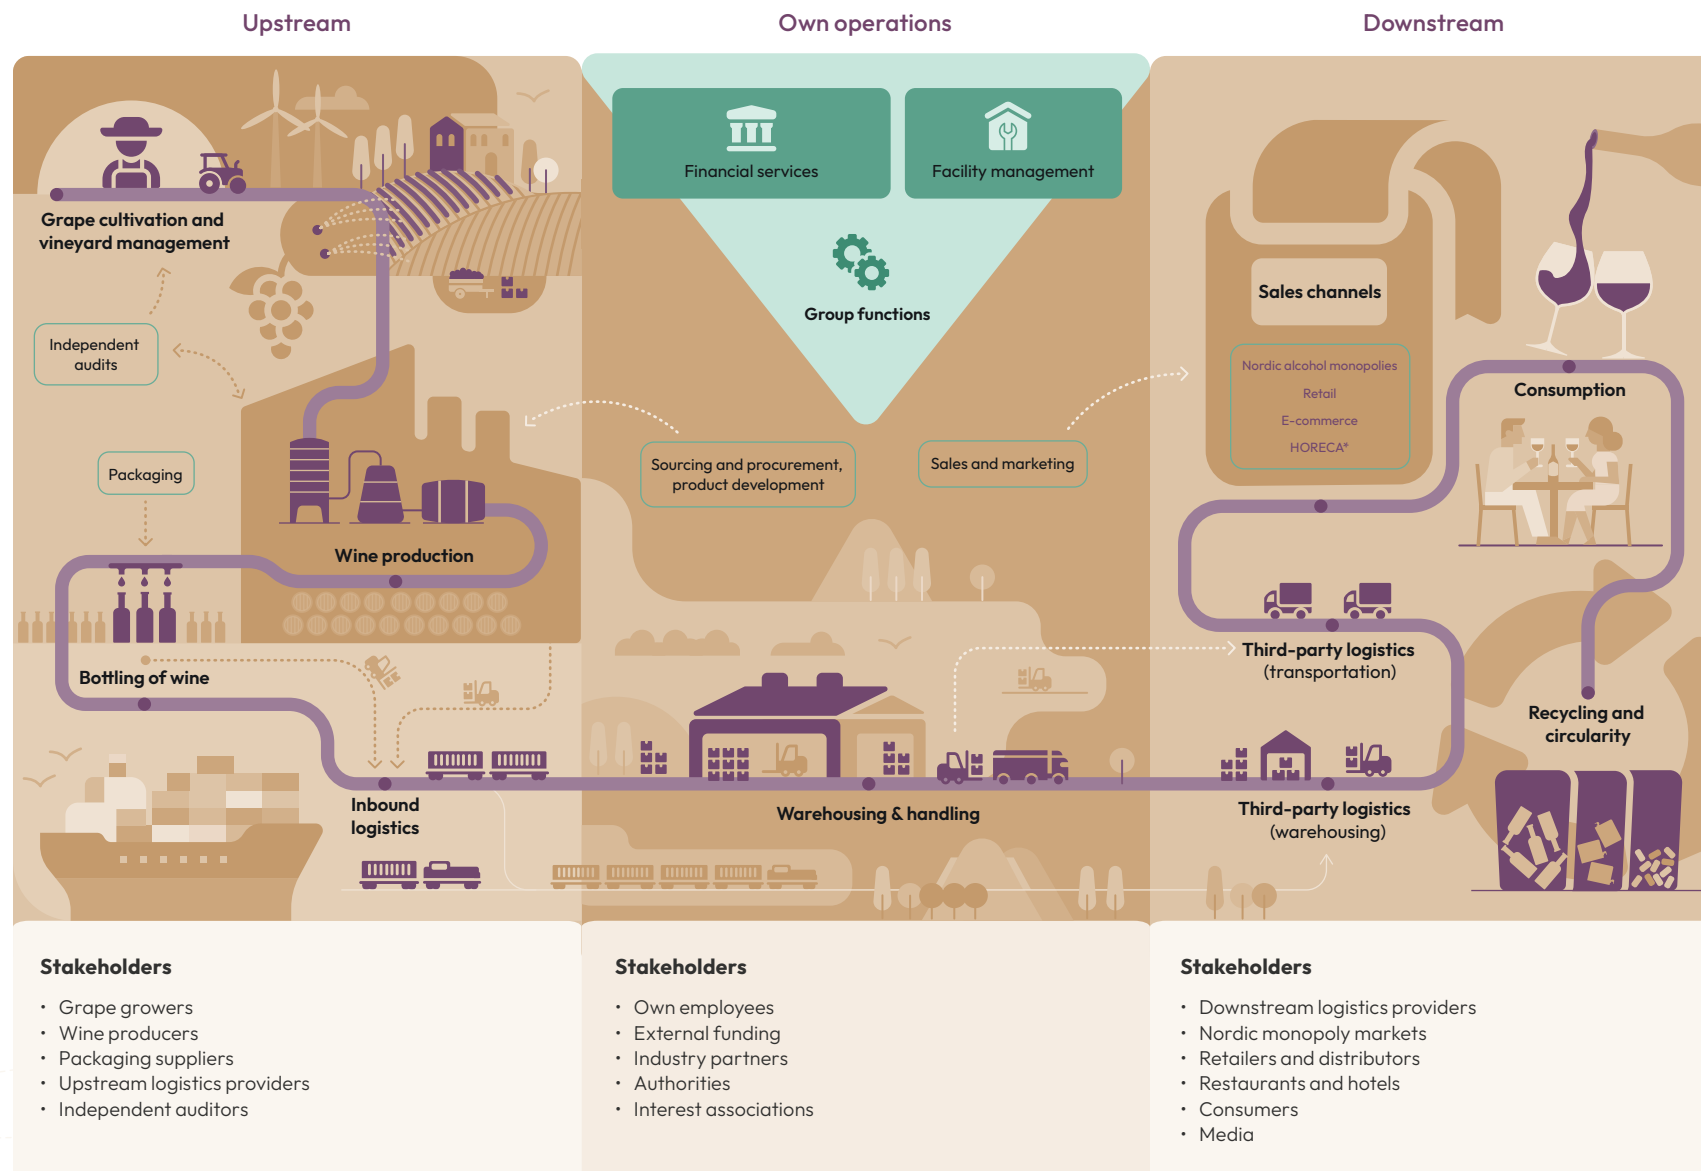 Upstream
Own operations
Downstream
Grape cultivation and
vineyard management
Independent
audits
Packaging
Wine production
Bottling of wine
Inbound
logistics
Financial services
Facility management
Group functions
Sourcing and procurement,
product development
Sales and marketing
Warehousing & handling
Sales channels
Nordic alcohol monopolies
Retail
E-commerce
HORECA*
Consumption
Third-party logistics
(transportation)
Recycling and
circularity
Third-party logistics
(warehousing)
Stakeholders
• Grape growers
• Wine producers
• Packaging suppliers
• Upstream logistics providers
• Independent auditors
Stakeholders
• Own employees
• External funding
• Industry partners
• Authorities
• Interest associations
Stakeholders
• Downstream logistics providers
• Nordic monopoly markets
• Retailers and distributors
• Restaurants and hotels
• Consumers
• Media